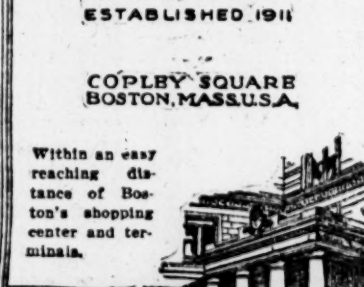 ESTABLISHED 1911
COPLEY SQUARE
BOSTON, MASS. U.S.A.
Within an easy
reaching dis-
tance of Bos-
ton's shopping
center and ter-
minals.